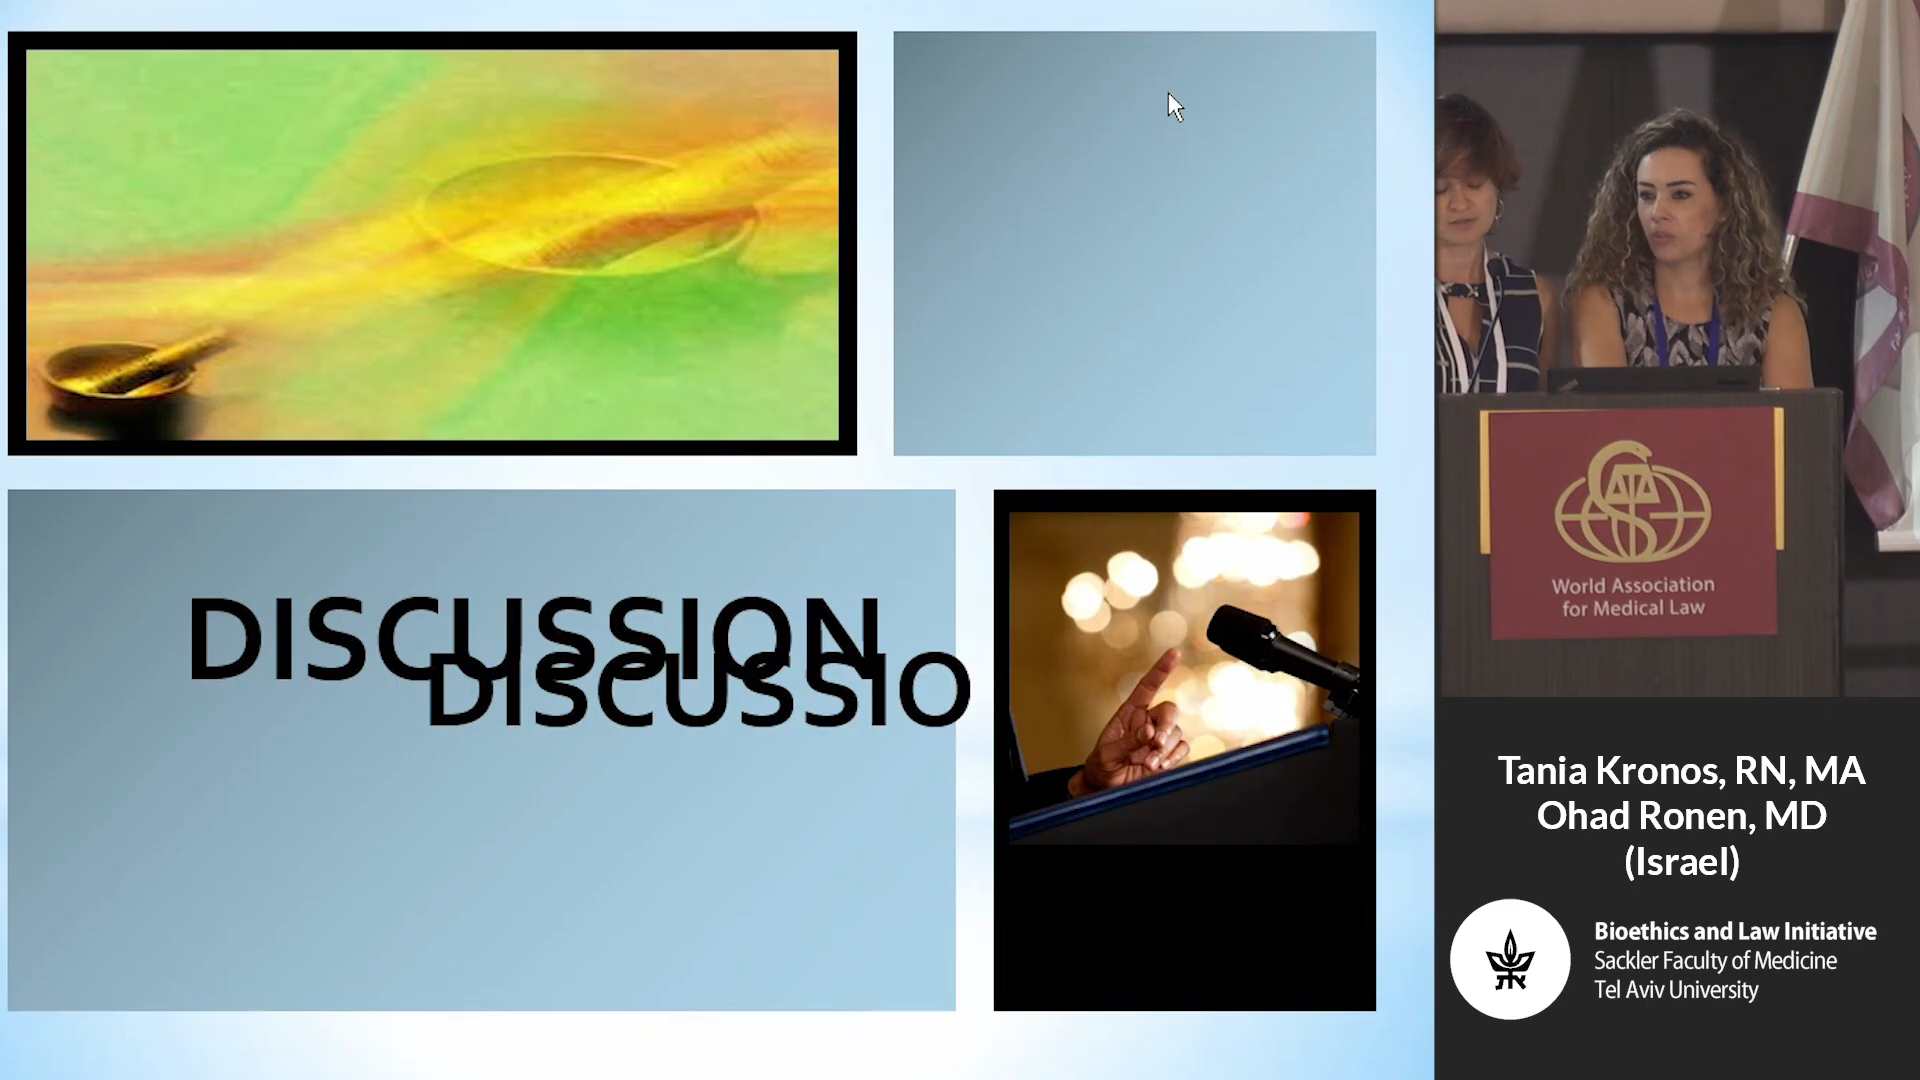 DISCUSSION
DISCUSSIO
World Association
for Medical Law
Tania Kronos, RN, MA
Ohad Ronen, MD
(Israel)
Bioethics and Law Initiative
Sackler Faculty of Medicine
Tel Aviv University